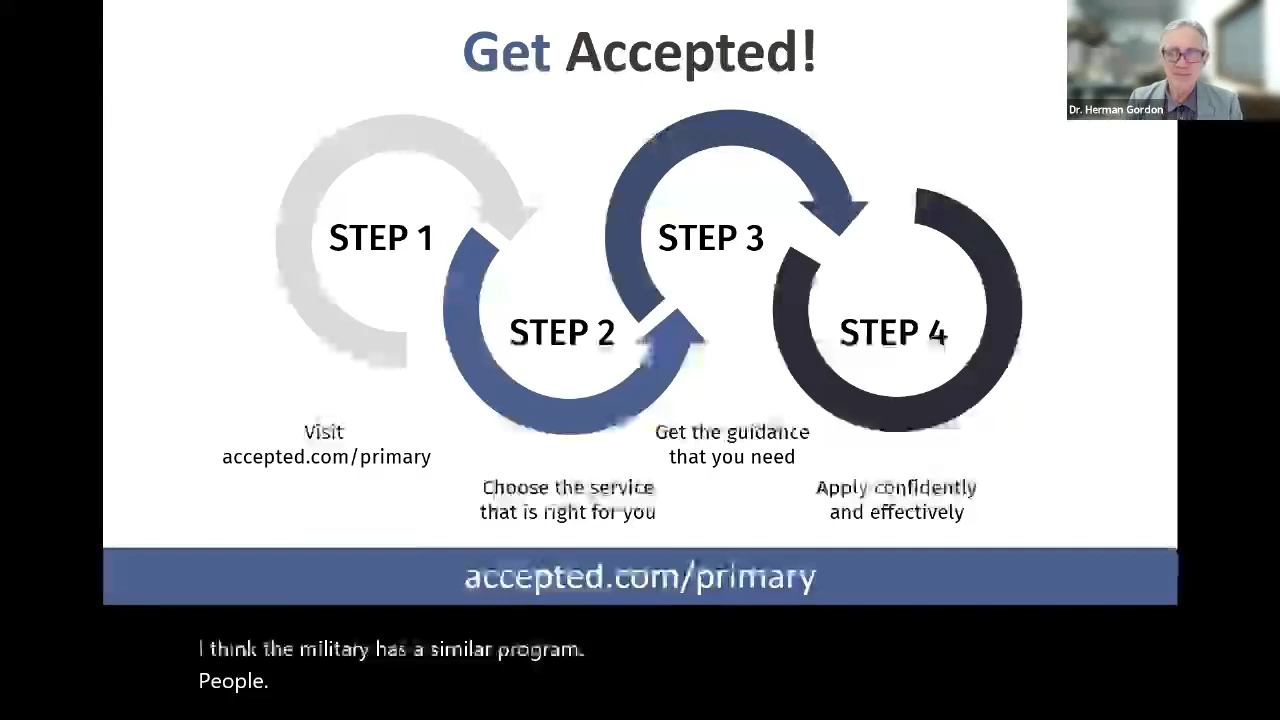 Get Accepted!
Dr. Herman Gordon
STEP 1
STEP 3
STEP 2
STEP 4
Visit
accepted.com/primary
Get the guidance
that you need
Choose the service
that is right for you
Apply confidently
and effectively
accepted.com/primary
I think the military has a similar program.
People.